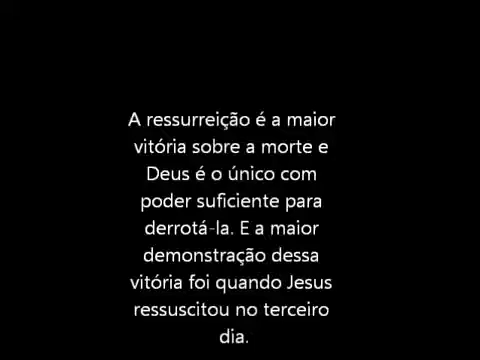 A ressurreição é a maior
vitória sobre a morte e
Deus é o único com
poder suficiente para
derrotá-la. E a maior
demonstração dessa
vitória foi quando Jesus
ressuscitou no terceiro
dia.